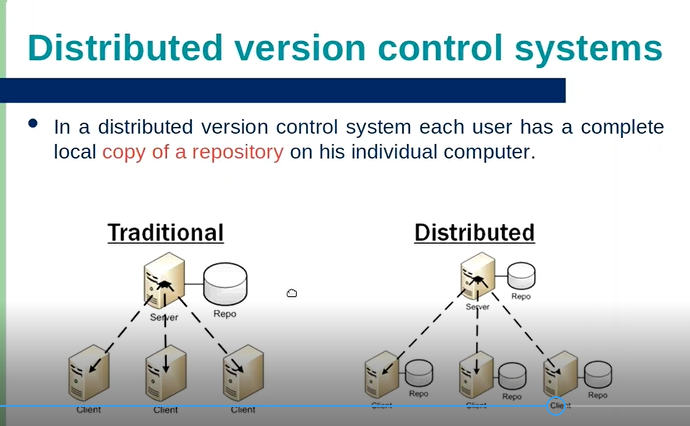 Distributed version control systems
In a distributed version control system each user has a complete
local copy of a repository on his individual computer.
Traditional
Distributed
Server
Repo
Client
Client
Client
Server
Repo
Client
Repo
Client
Repo
Client
Repo